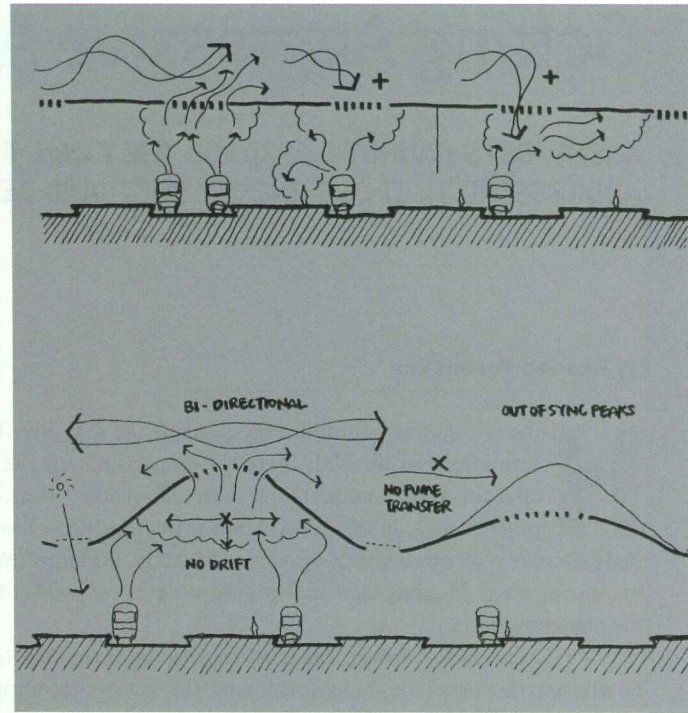 BI-DIRECTIONAL
OUT OF SYNC PEAKS
NO FUME
TRANSFER
NO DRIFT